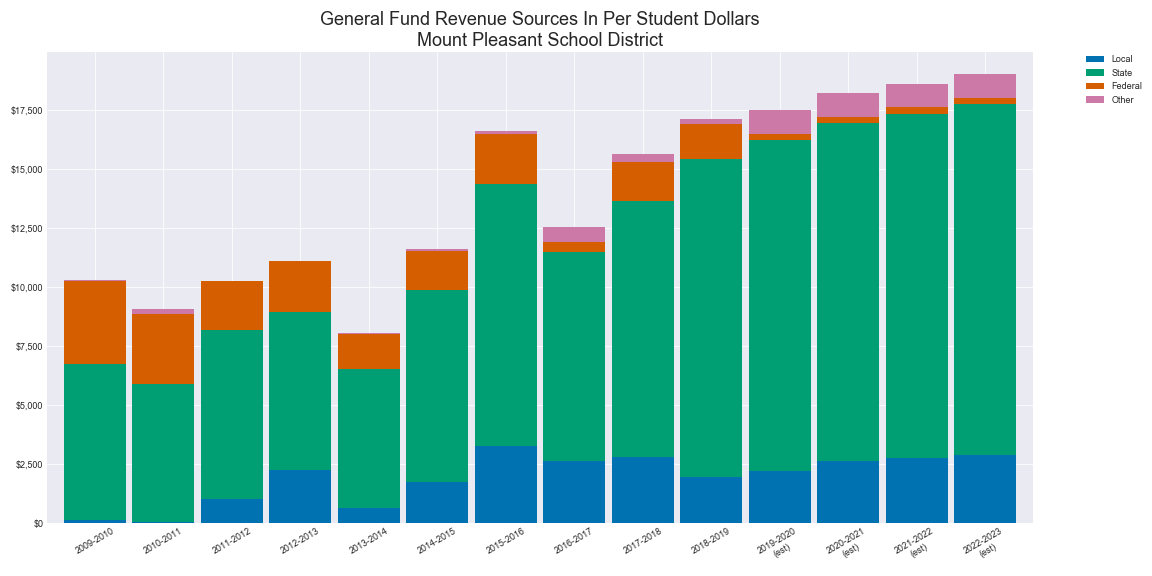 General Fund Revenue Sources In Per Student Dollars
Mount Pleasant School District
Local
State
Federal
Other
$17,500
$15,000
$12,500
$10,000
$7,500
$5,000
$2,500
$0
2009-2010
2010-2011
2011-2012
2012-2013
2013-2014
2014-2015
2015-2016
2016-2017
2017-2018
2018-2019
2019-2020
(est)
2020-2021
(est)
2021-2022
(est)
2022-2023
(est)